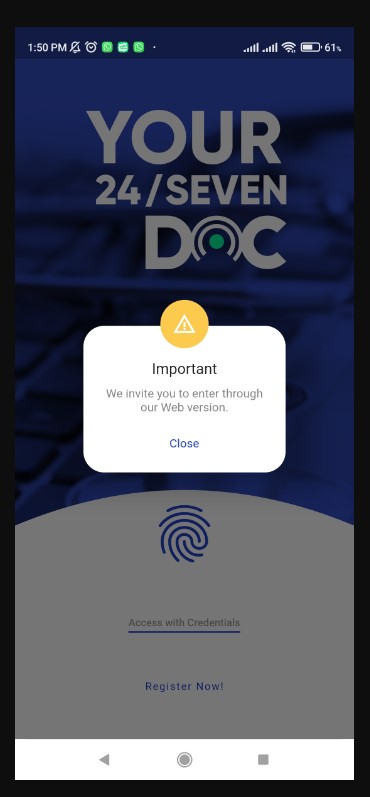 1:50 PM
61%
YOUR
24/SEVEN
DOC
Important
We invite you to enter through
our Web version.
Close
Access with Credentials
Register Now!